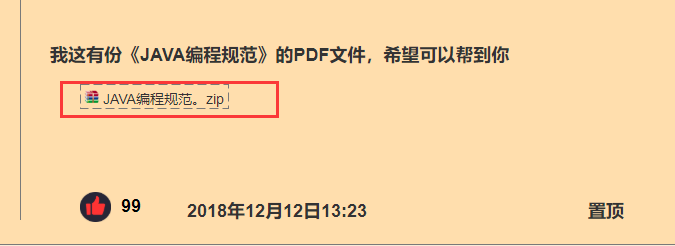 我这有份《JAVA编程规范》的PDF文件，希望可以帮到你
JAVA编程规范。zip
99 2018年12月12日13:23 置顶